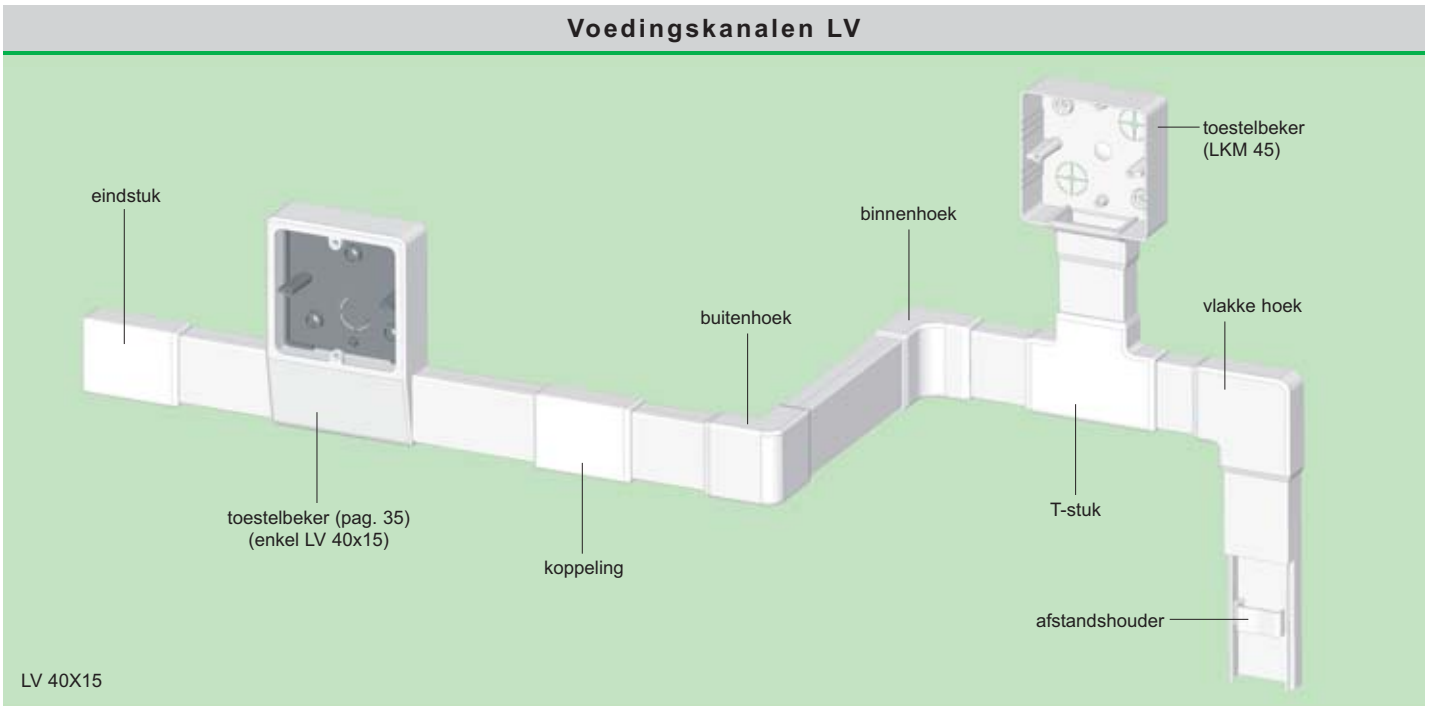 Voedingskanalen LV
toestelbeker
(LKM 45)
eindstuk
binnenhoek
buitenhoek
vlakke hoek
toestelbeker (pag. 35)
(enkel LV 40x15)
T-stuk
koppeling
afstandshouder
LV 40X15